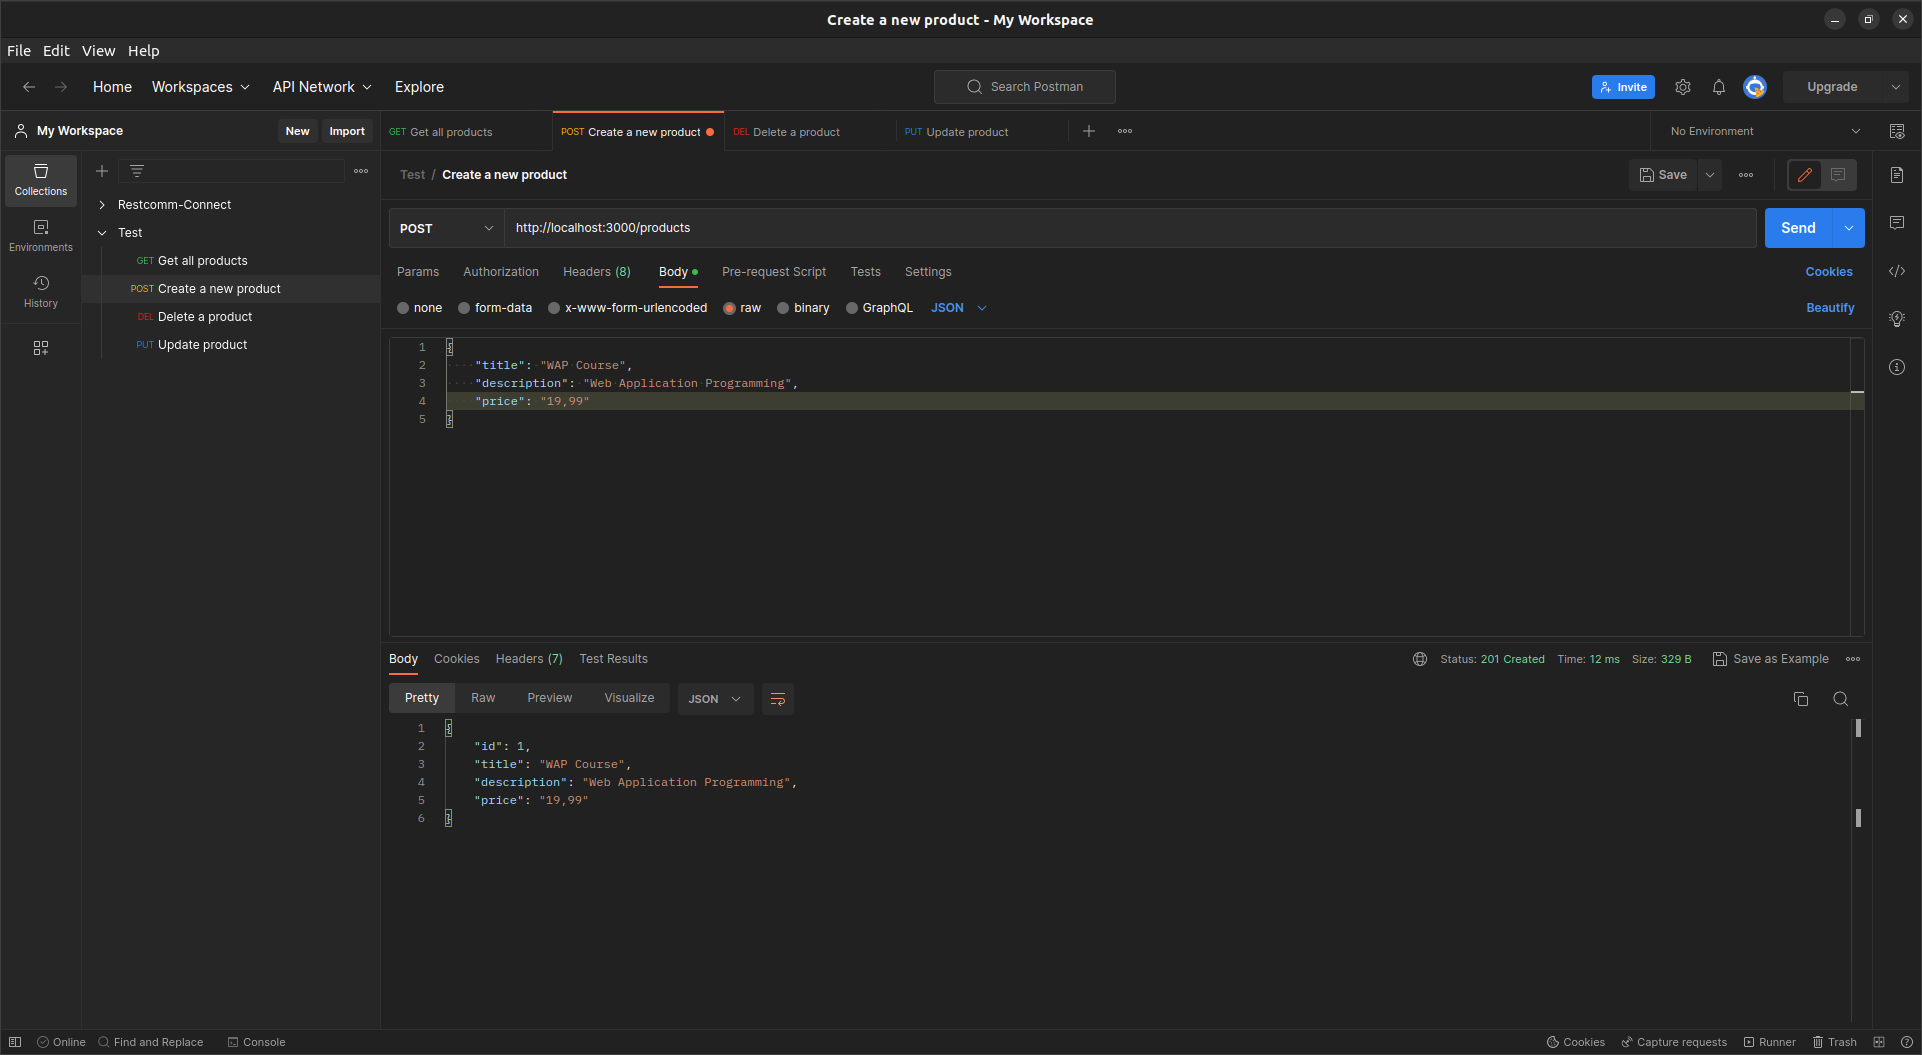 Create a new product - My Workspace
File Edit View Help
Home Workspaces API Network Explore
Search Postman
Invite
Upgrade
My Workspace
New Import
GET Get all products
POST Create a new product
DEL Delete a product
PUT Update product
No Environment
Collections
Environments
History
Restcomm-Connect
Test
GET Get all products
POST Create a new product
DEL Delete a product
PUT Update product
Test / Create a new product
Save
POST http://localhost:3000/products
Send
Params Authorization Headers (8) Body Pre-request Script Tests Settings
Cookies
none form-data x-www-form-urlencoded raw binary GraphQL JSON
Beautify
1 {
2 "title": "WAP Course",
3 "description": "Web Application Programming",
4 "price": "19,99"
5 }
Body Cookies Headers (7) Test Results
Status: 201 Created Time: 12 ms Size: 329 B Save as Example
Pretty Raw Preview Visualize JSON
1 {
2 "id": 1,
3 "title": "WAP Course",
4 "description": "Web Application Programming",
5 "price": "19,99"
6 }
Online Find and Replace Console
Cookies Capture requests Runner Trash